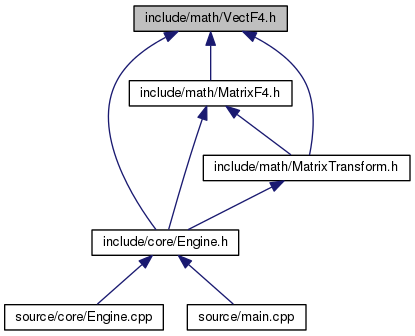 include/math/VectF4.h
include/math/MatrixF4.h
include/math/MatrixTransform.h
include/core/Engine.h
source/core/Engine.cpp
source/main.cpp